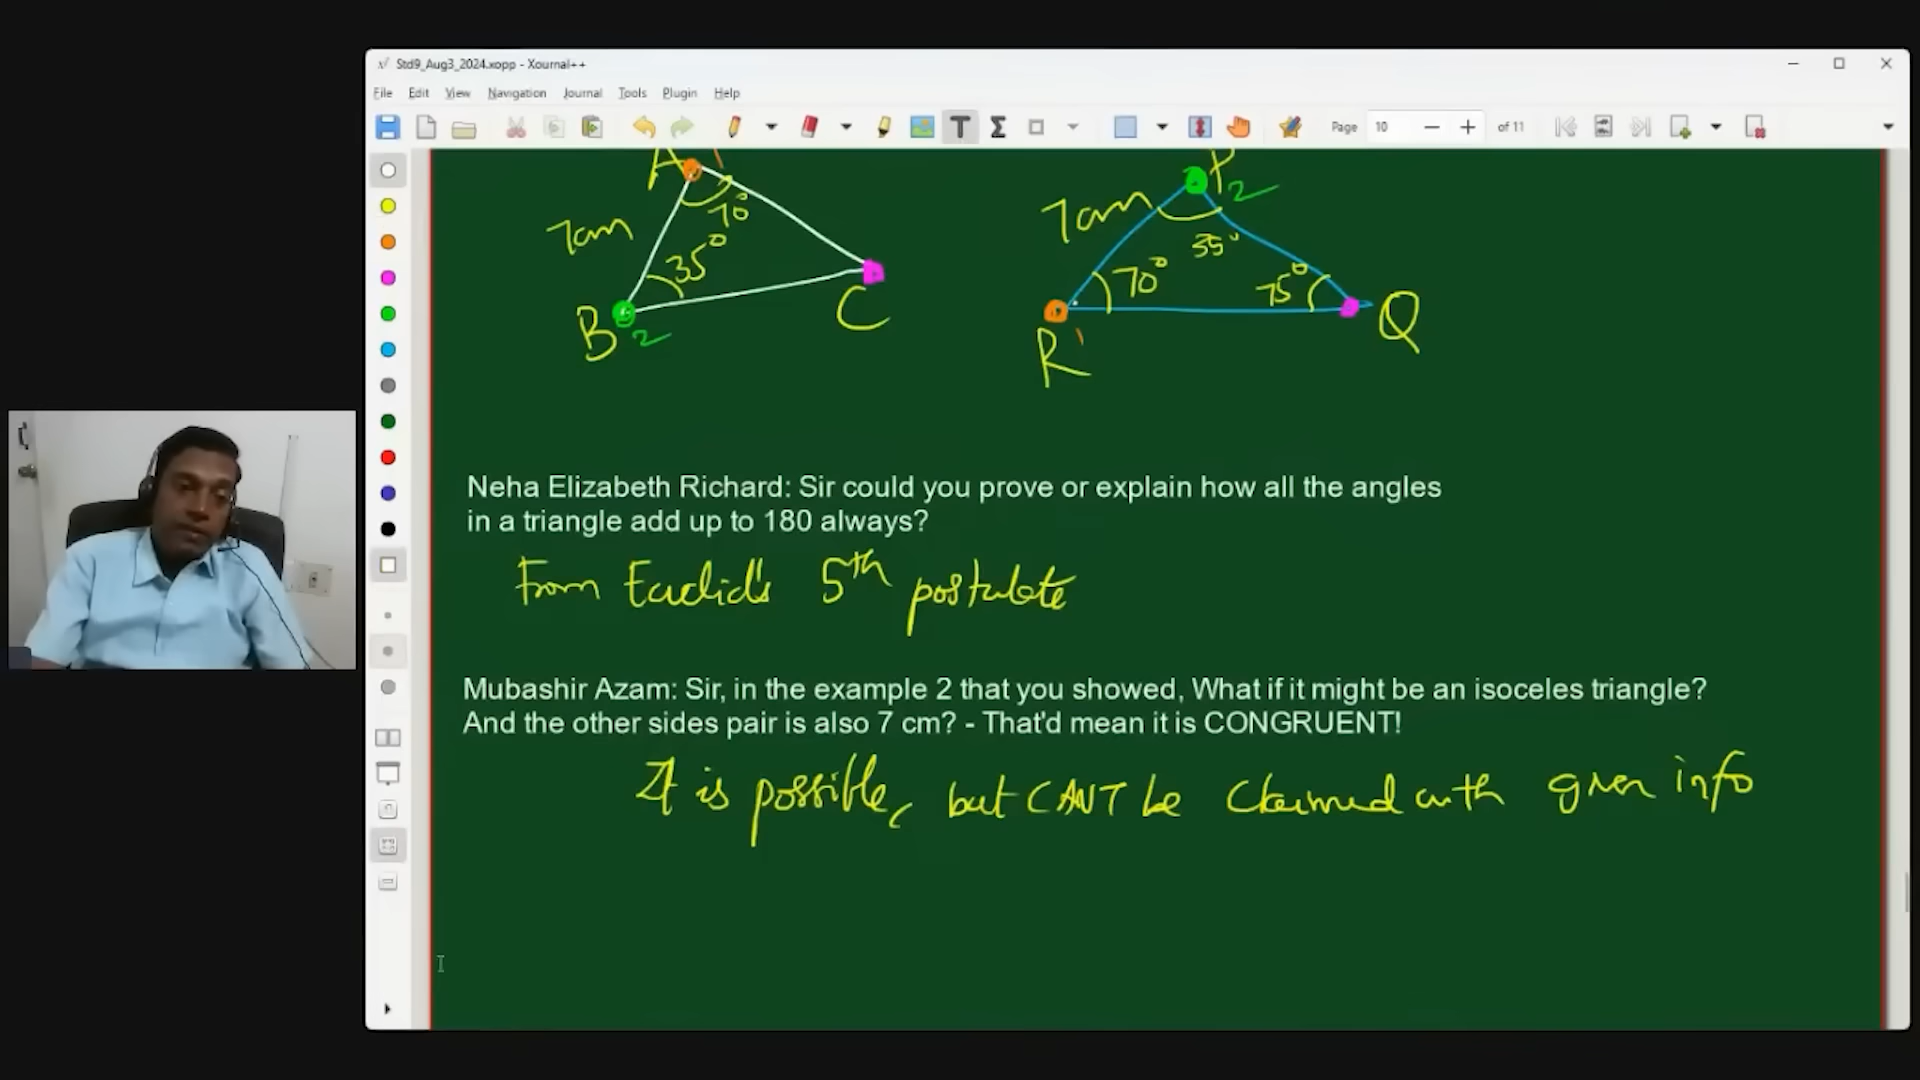 Std9_Aug3_2024.xopp - Xournal++
File Edit View Navigation Journal Tools Plugin Help
T Σ Page 10 of 11
A 1
70°
7cm
35°
B 2
C
P 2
7cm
35°
70°
75°
R 1
Q
Neha Elizabeth Richard: Sir could you prove or explain how all the angles
in a triangle add up to 180 always?
From Euclid's 5th postulate
Mubashir Azam: Sir, in the example 2 that you showed, What if it might be an isoceles triangle?
And the other sides pair is also 7 cm? - That'd mean it is CONGRUENT!
It is possible, but CANT be claimed with given info